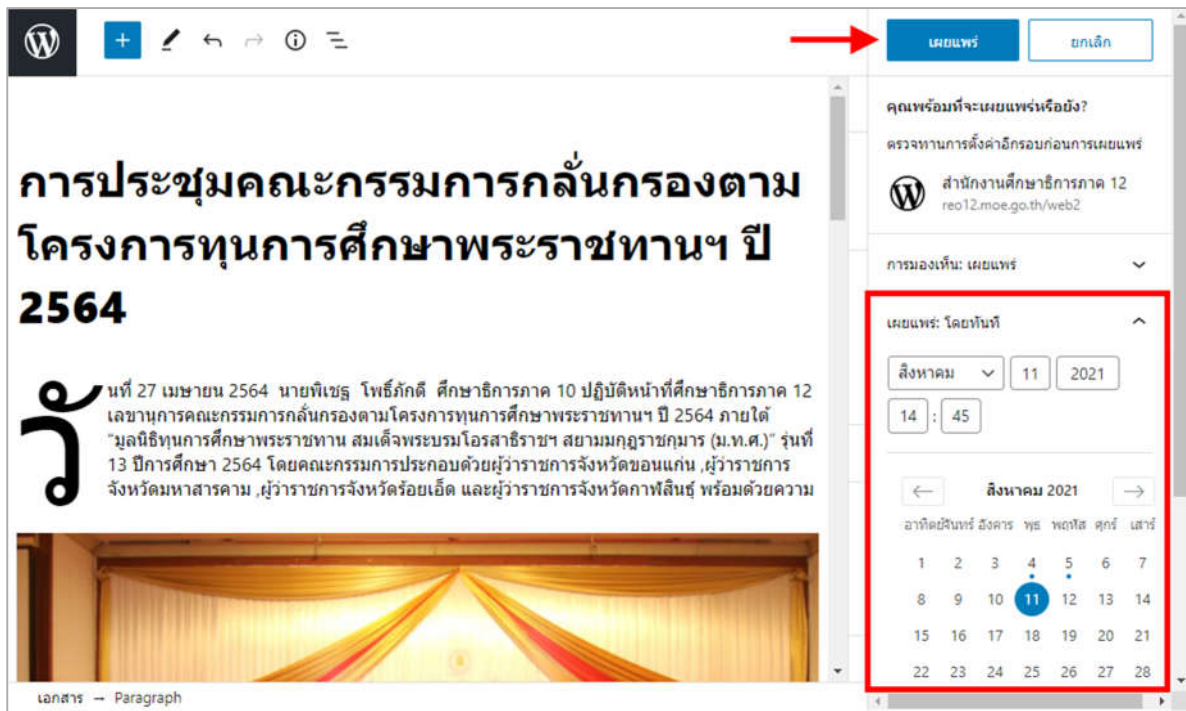 เผยแพร่
ยกเลิก
คุณพร้อมที่จะเผยแพร่หรือยัง?
ตรวจทานการตั้งค่าอีกรอบก่อนการเผยแพร่
สำนักงานศึกษาธิการภาค 12
reo12.moe.go.th/web2
การมองเห็น: เผยแพร่
เผยแพร่: โดยทันที
สิงหาคม 11 2021
14 : 45
สิงหาคม 2021
อาทิตย์ จันทร์ อังคาร พุธ พฤหัส ศุกร์ เสาร์
1 2 3 4 5 6 7
8 9 10 11 12 13 14
15 16 17 18 19 20 21
22 23 24 25 26 27 28
การประชุมคณะกรรมการกลั่นกรองตาม
โครงการทุนการศึกษาพระราชทานฯ ปี
2564
วันที่ 27 เมษายน 2564 นายพิเชฐ โพธิ์ภักดี ศึกษาธิการภาค 10 ปฏิบัติหน้าที่ศึกษาธิการภาค 12
เลขานุการคณะกรรมการกลั่นกรองตามโครงการทุนการศึกษาพระราชทานฯ ปี 2564 ภายใต้
"มูลนิธิทุนการศึกษาพระราชทาน สมเด็จพระบรมโอรสาธิราชฯ สยามมกุฎราชกุมาร (ม.ท.ศ.)" รุ่นที่
13 ปีการศึกษา 2564 โดยคณะกรรมการประกอบด้วยผู้ว่าราชการจังหวัดขอนแก่น ,ผู้ว่าราชการ
จังหวัดมหาสารคาม ,ผู้ว่าราชการจังหวัดร้อยเอ็ด และผู้ว่าราชการจังหวัดกาฬสินธุ์ พร้อมด้วยความ
เอกสาร → Paragraph